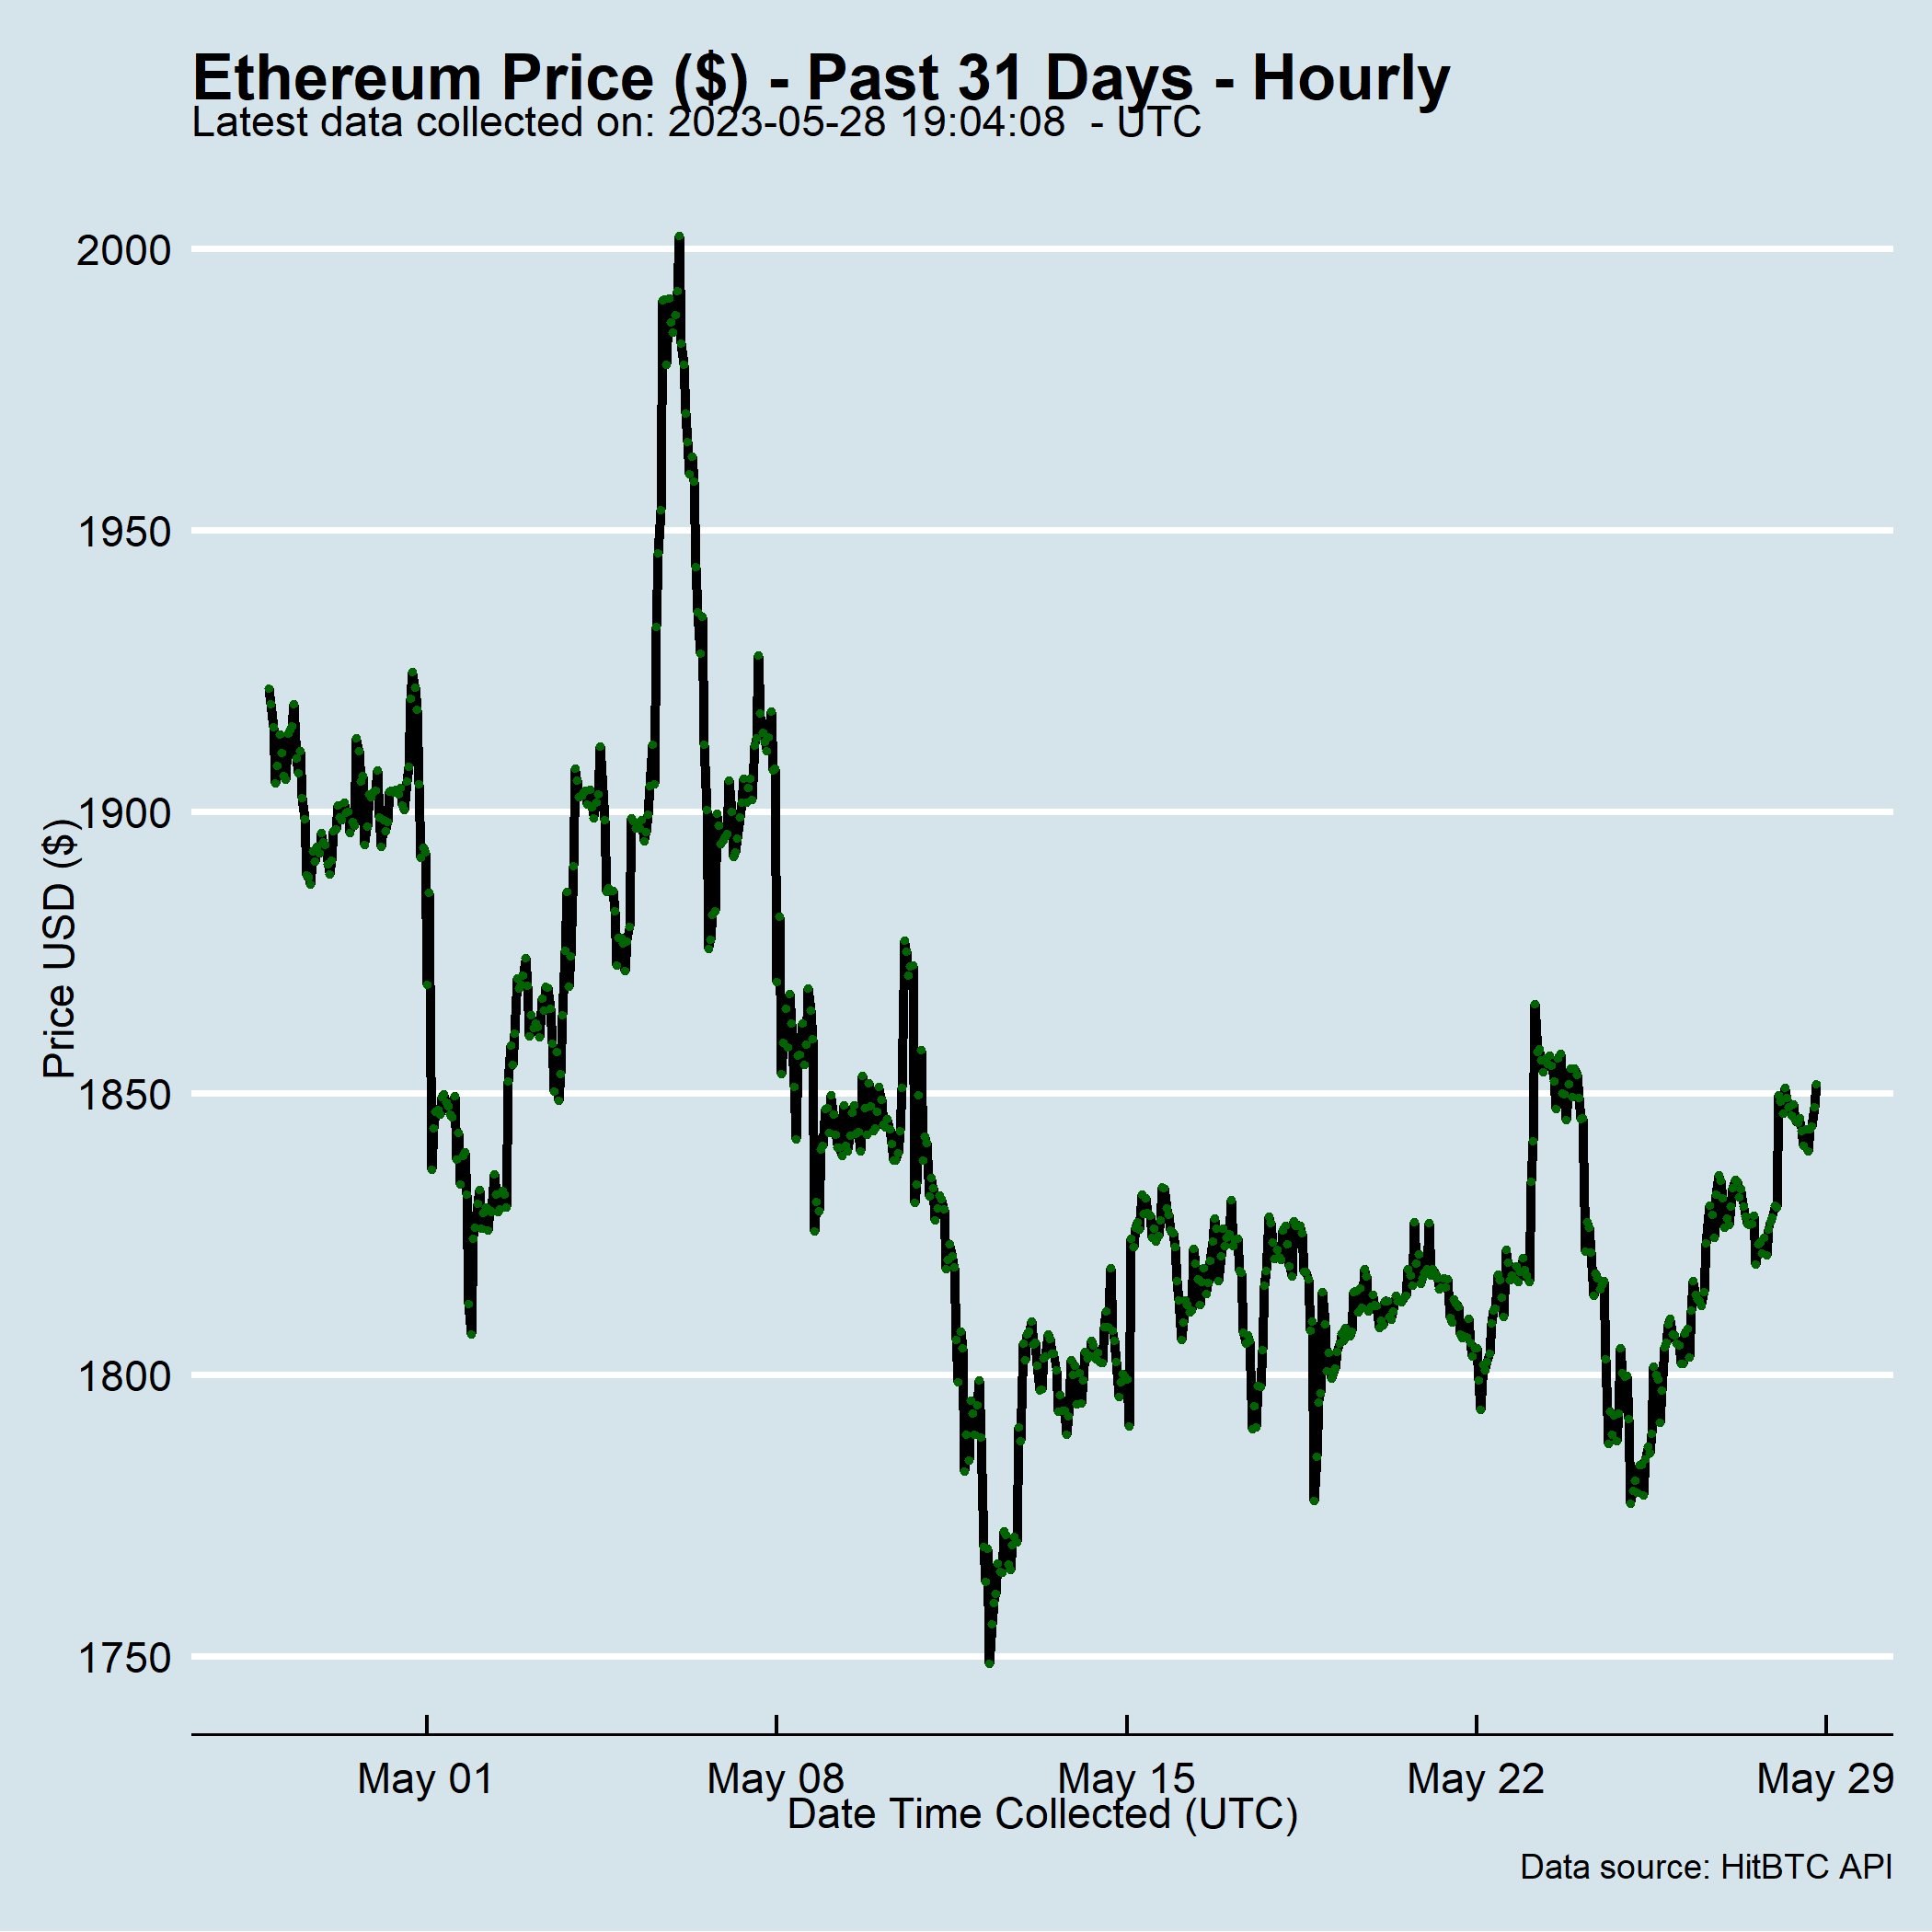 Ethereum Price ($) - Past 31 Days - Hourly
Latest data collected on: 2023-05-28 19:04:08  - UTC
2000
1950
1900
1850
1800
1750
Price USD ($)
May 01
May 08
May 15
May 22
May 29
Date Time Collected (UTC)
Data source: HitBTC API